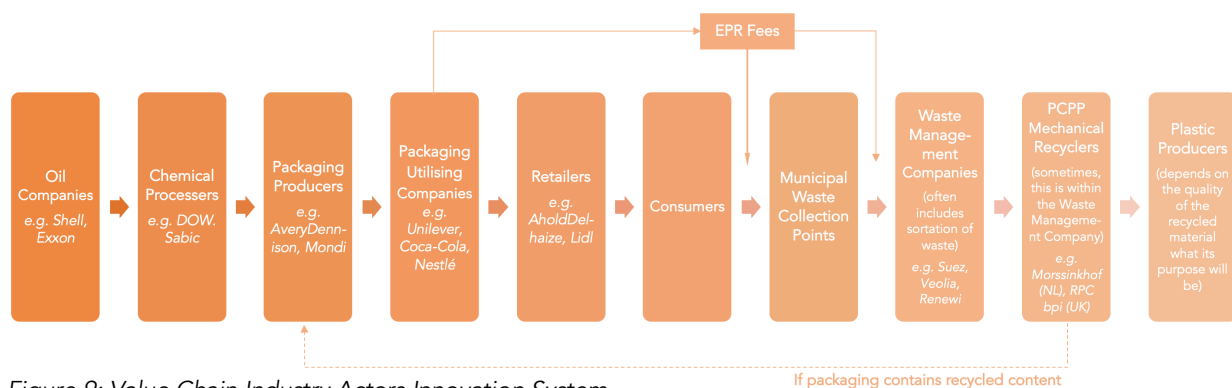 EPR Fees
Oil
Companies
e.g. Shell,
Exxon
Chemical
Processers
e.g. DOW.
Sabic
Packaging
Producers
e.g.
AveryDenn-
ison, Mondi
Packaging
Utilising
Companies
e.g.
Unilever,
Coca-Cola,
Nestlé
Retailers
e.g.
AholdDel-
haize, Lidl
Consumers
Municipal
Waste
Collection
Points
Waste
Manage-
ment
Companies
(often
includes
sortation of
waste)
e.g. Suez,
Veolia,
Renewi
PCPP
Mechanical
Recyclers
(sometimes,
this is within
the Waste
Manageme-
nt Company)
e.g.
Morssinkhof
(NL), RPC
bpi (UK)
Plastic
Producers
(depends on
the quality
of the
recycled
material
what its
purpose will
be)
If packaging contains recycled content
Figure 9: Value Chain Industry Actors Innovation System